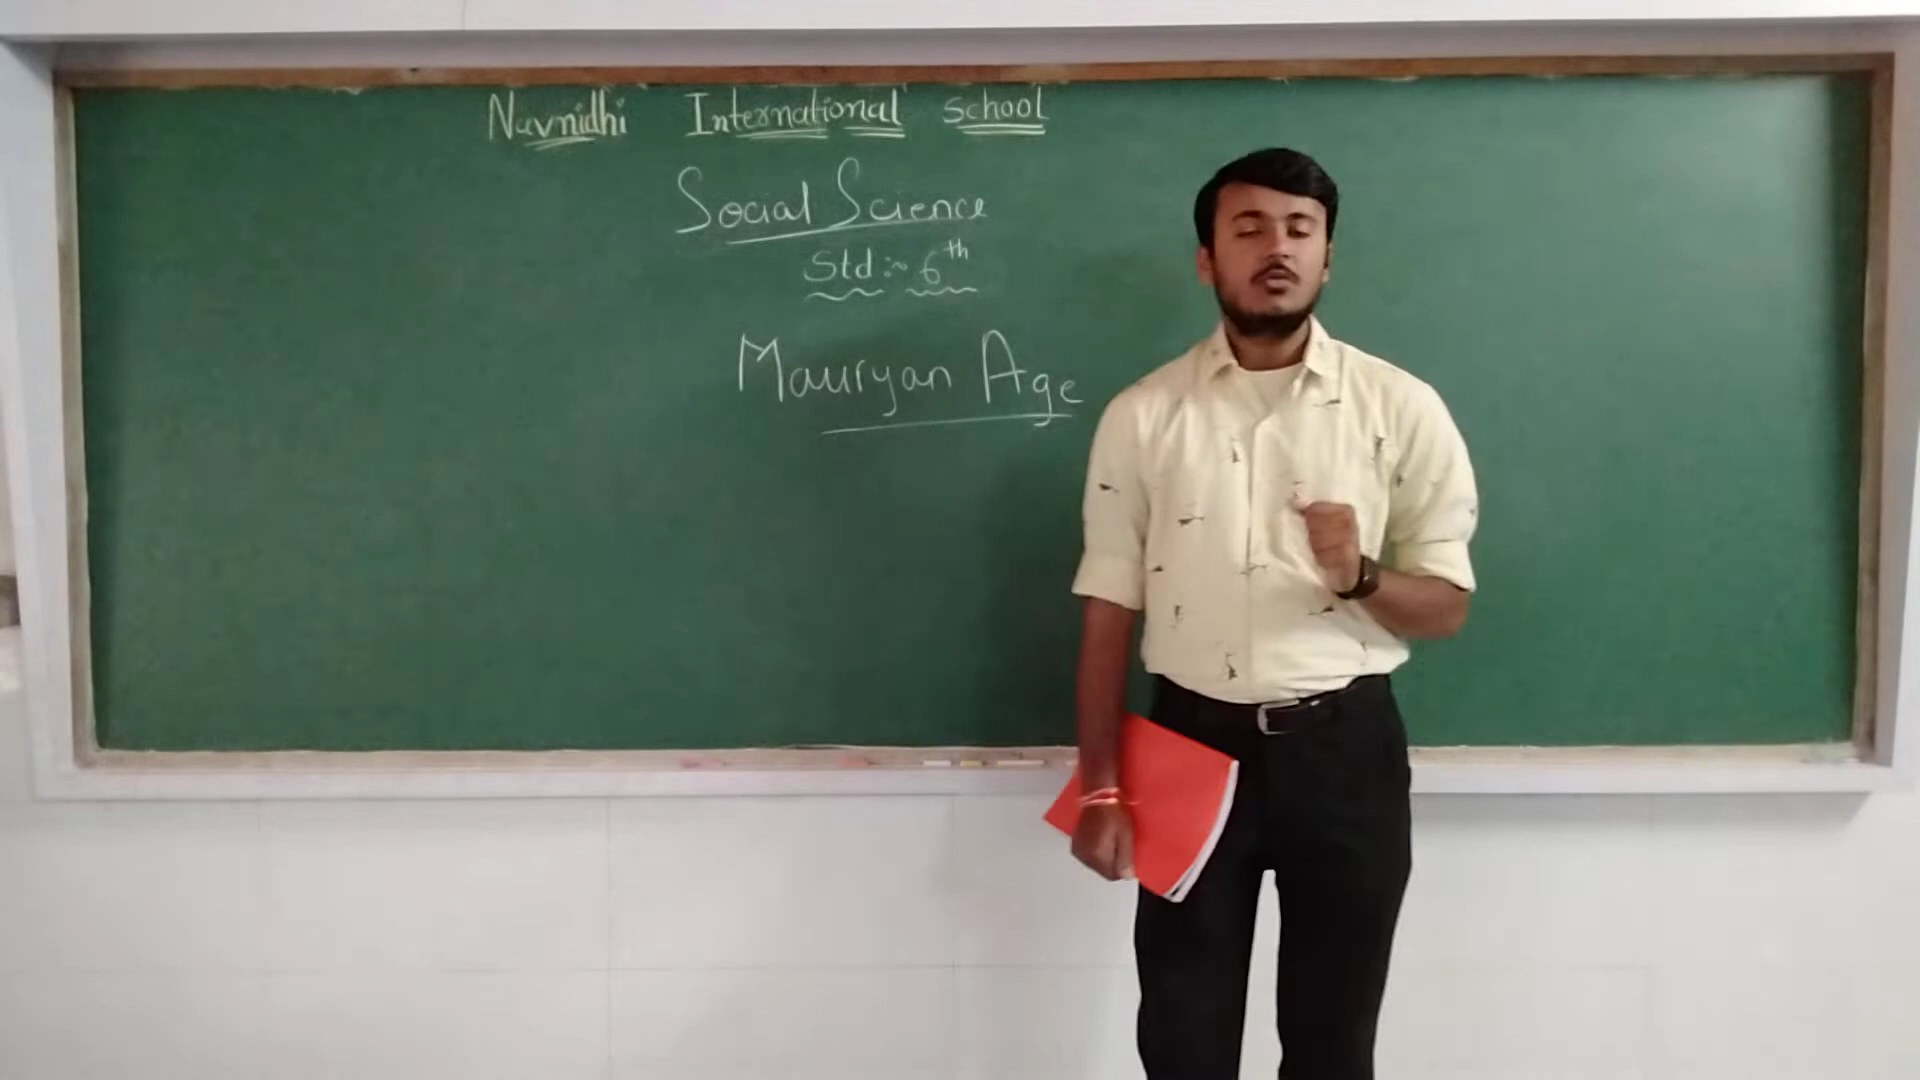 Navnidhi International School
Social Science
Std :~ 6th
Mauryan Age